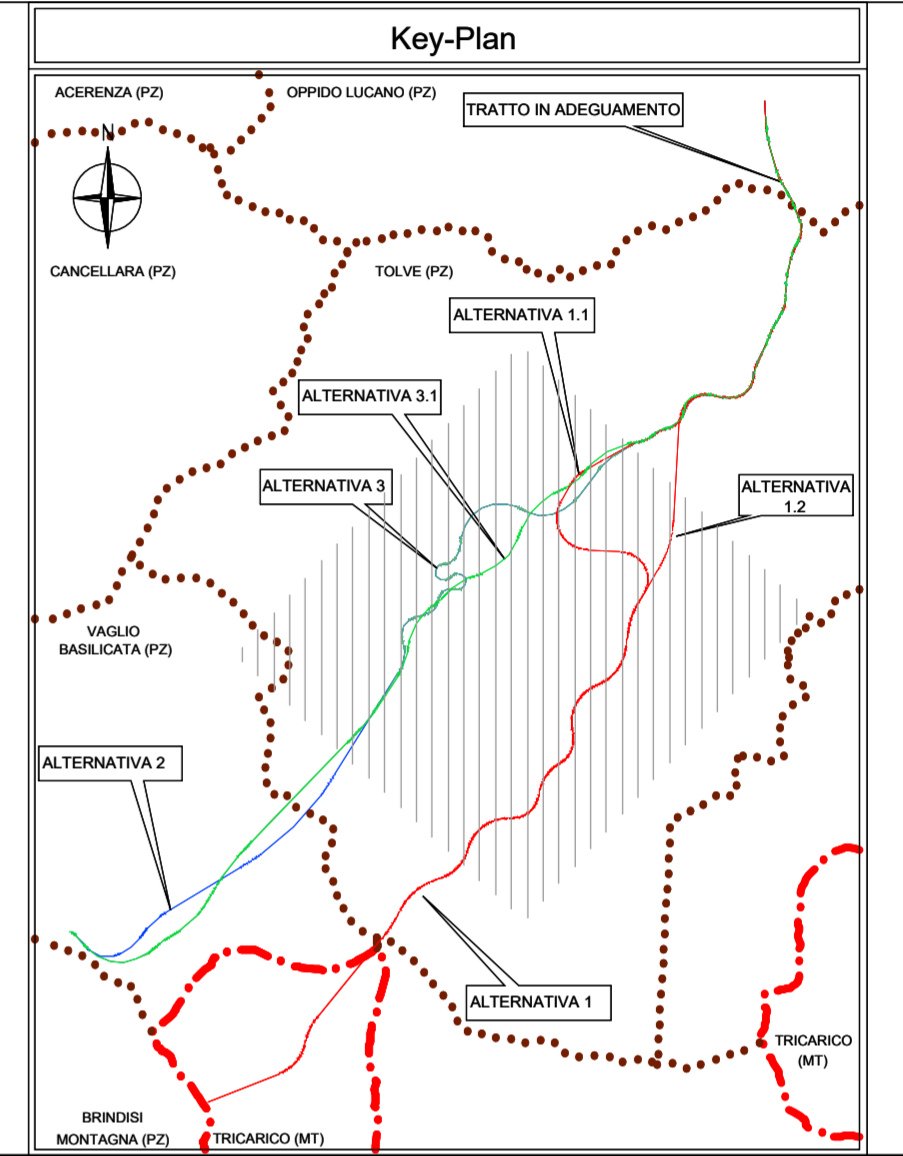 Key-Plan
ACERENZA (PZ)
OPPIDO LUCANO (PZ)
TRATTO IN ADEGUAMENTO
N
CANCELLARA (PZ)
TOLVE (PZ)
ALTERNATIVA 1.1
ALTERNATIVA 3.1
ALTERNATIVA 3
ALTERNATIVA
1.2
VAGLIO
BASILICATA (PZ)
ALTERNATIVA 2
ALTERNATIVA 1
TRICARICO
(MT)
BRINDISI
MONTAGNA (PZ)
TRICARICO (MT)